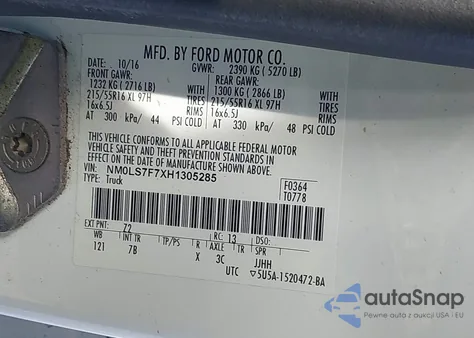 MFD. BY FORD MOTOR CO.
DATE: 10/16 GVWR: 2390 KG ( 5270 LB)
FRONT GAWR: REAR GAWR:
1232 KG ( 2716 LB) WITH 1300 KG ( 2866 LB) WITH
215/55R16 XL 97H TIRES 215/55R16 XL 97H TIRES
16x6.5J RIMS 16x6.5J RIMS
AT 300 kPa/ 44 PSI COLD AT 330 kPa/ 48 PSI COLD
THIS VEHICLE CONFORMS TO ALL APPLICABLE FEDERAL MOTOR
VEHICLE SAFETY AND THEFT PREVENTION STANDARDS IN EFFECT
ON THE DATE OF MANUFACTURE SHOWN ABOVE.
VIN: NM0LS7F7XH1305285
TYPE: Truck
F0364
T0778
EXT PNT: Z2 RC: 13 DSO:
WB INT TR TP/PS R AXLE TR SPR
121 7B X 3C JJHH
UTC 5U5A-1520472-BA
autoSnap
BY STATVIN